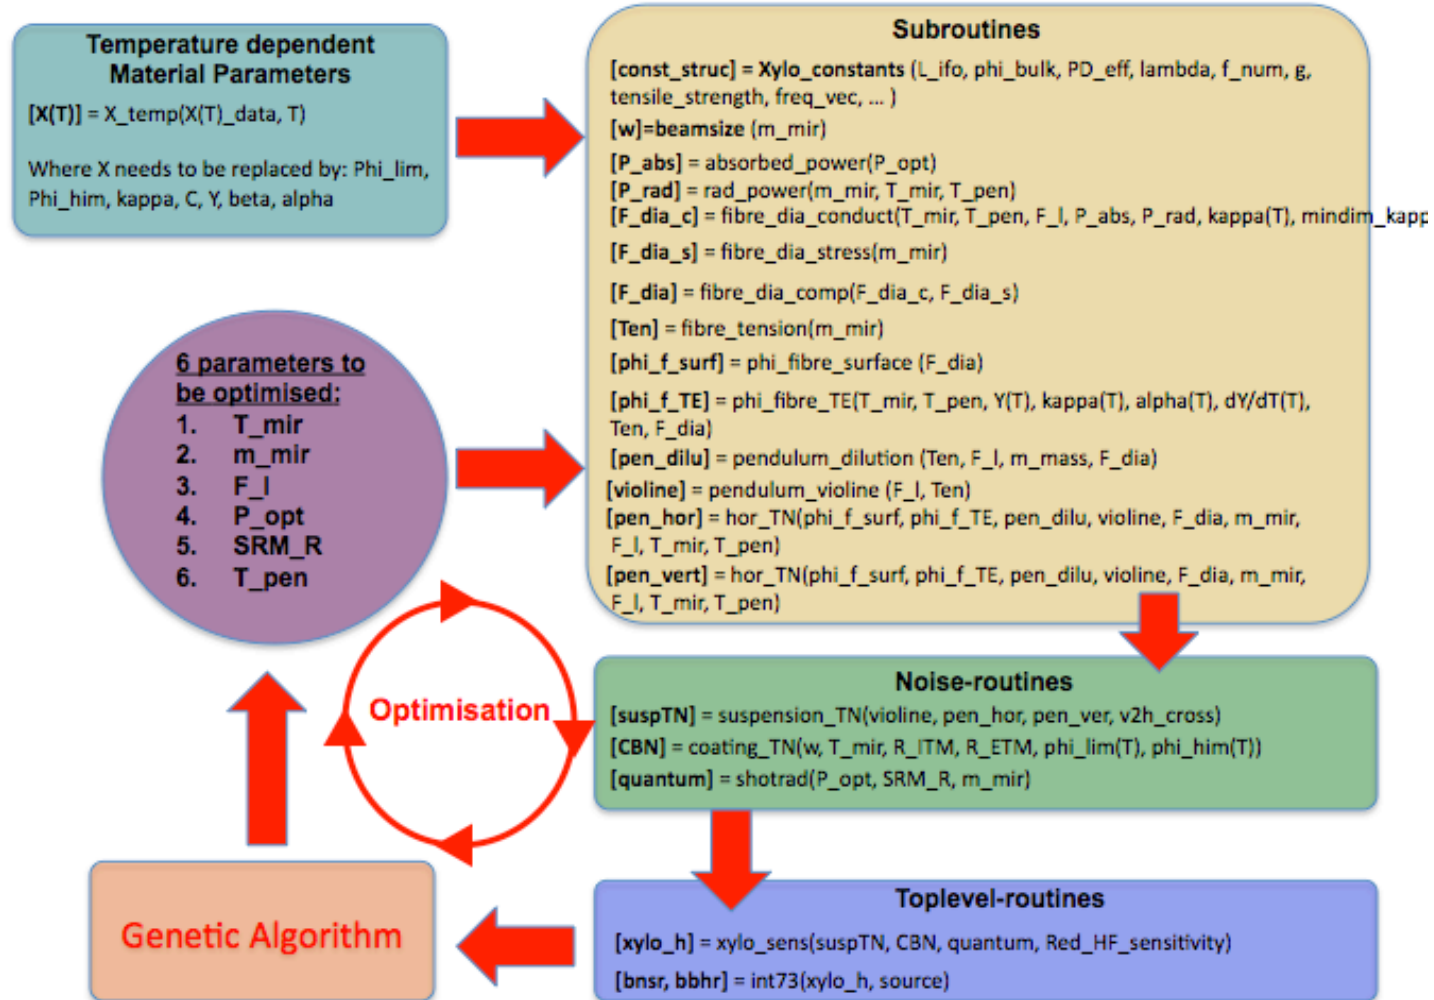 Temperature dependent
Material Parameters
[X(T)] = X_temp(X(T)_data, T)
Where X needs to be replaced by: Phi_lim,
Phi_him, kappa, C, Y, beta, alpha
Subroutines
[const_struc] = Xylo_constants (L_ifo, phi_bulk, PD_eff, lambda, f_num, g,
tensile_strength, freq_vec, ... )
[w]=beamsize (m_mir)
[P_abs] = absorbed_power(P_opt)
[P_rad] = rad_power(m_mir, T_mir, T_pen)
[F_dia_c] = fibre_dia_conduct(T_mir, T_pen, F_l, P_abs, P_rad, kappa(T), mindim_kapp
[F_dia_s] = fibre_dia_stress(m_mir)
[F_dia] = fibre_dia_comp(F_dia_c, F_dia_s)
[Ten] = fibre_tension(m_mir)
[phi_f_surf] = phi_fibre_surface (F_dia)
[phi_f_TE] = phi_fibre_TE(T_mir, T_pen, Y(T), kappa(T), alpha(T), dY/dT(T),
Ten, F_dia)
[pen_dilu] = pendulum_dilution (Ten, F_l, m_mass, F_dia)
[violine] = pendulum_violine (F_l, Ten)
[pen_hor] = hor_TN(phi_f_surf, phi_f_TE, pen_dilu, violine, F_dia, m_mir,
F_l, T_mir, T_pen)
[pen_vert] = hor_TN(phi_f_surf, phi_f_TE, pen_dilu, violine, F_dia, m_mir,
F_l, T_mir, T_pen)
6 parameters to
be optimised:
1. T_mir
2. m_mir
3. F_l
4. P_opt
5. SRM_R
6. T_pen
Optimisation
Noise-routines
[suspTN] = suspension_TN(violine, pen_hor, pen_ver, v2h_cross)
[CBN] = coating_TN(w, T_mir, R_ITM, R_ETM, phi_lim(T), phi_him(T))
[quantum] = shotrad(P_opt, SRM_R, m_mir)
Toplevel-routines
[xylo_h] = xylo_sens(suspTN, CBN, quantum, Red_HF_sensitivity)
[bnsr, bbhr] = int73(xylo_h, source)
Genetic Algorithm